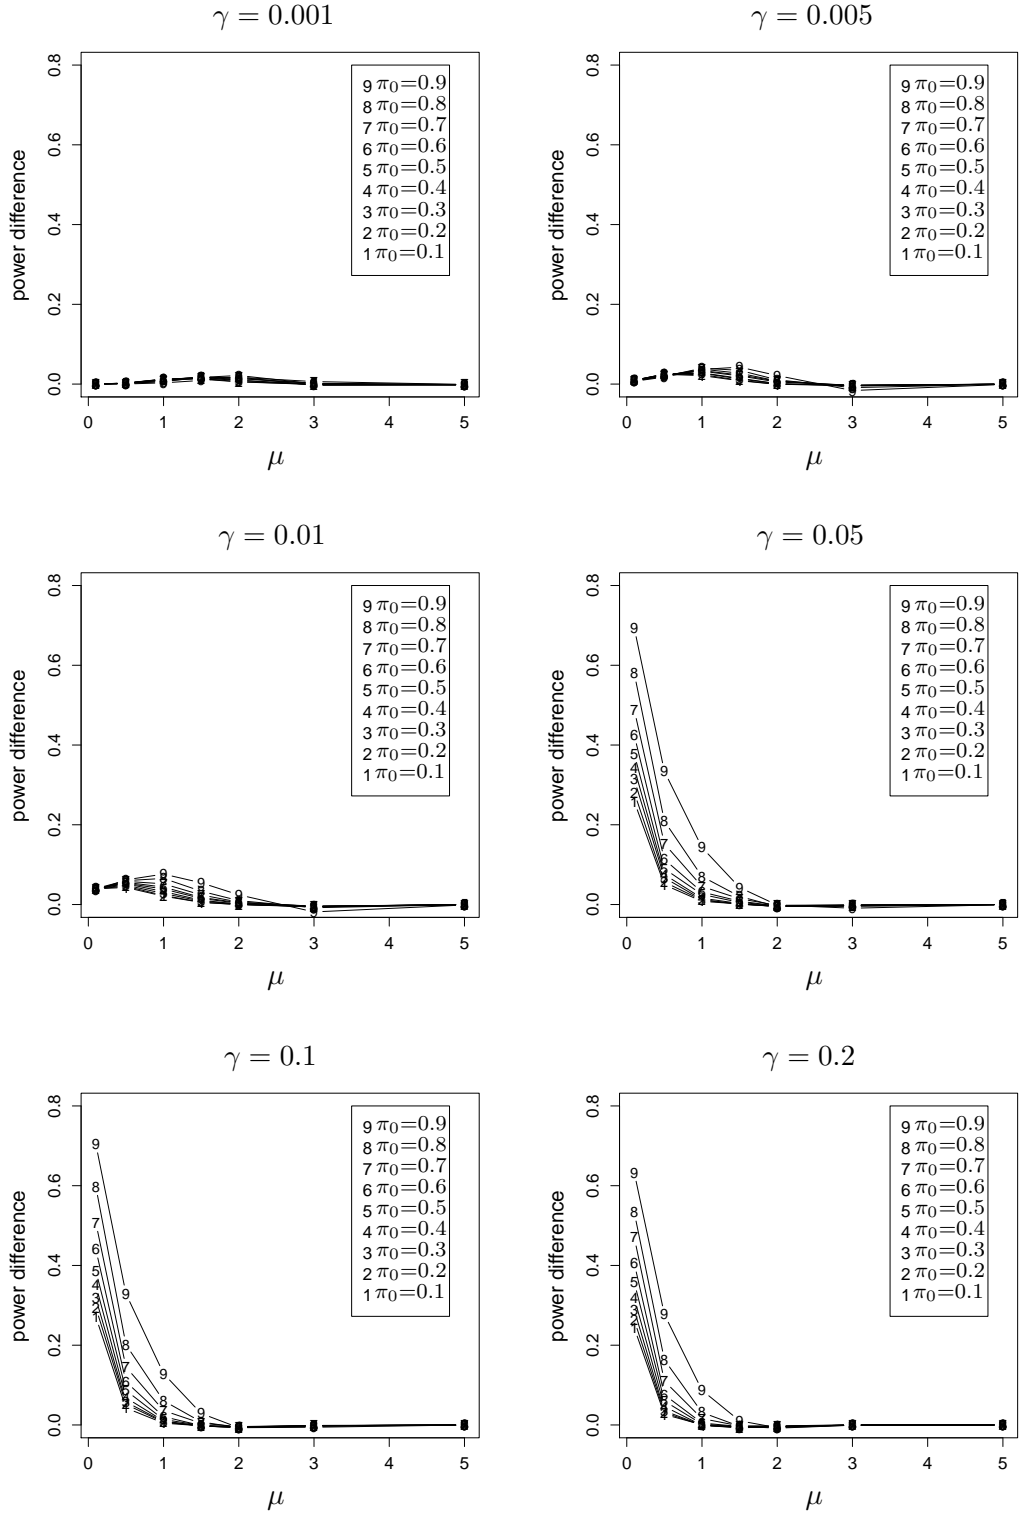 γ = 0.001
power difference
0.0 0.2 0.4 0.6 0.8
9 π₀=0.9
8 π₀=0.8
7 π₀=0.7
6 π₀=0.6
5 π₀=0.5
4 π₀=0.4
3 π₀=0.3
2 π₀=0.2
1 π₀=0.1
0 1 2 3 4 5
μ
γ = 0.005
power difference
0.0 0.2 0.4 0.6 0.8
9 π₀=0.9
8 π₀=0.8
7 π₀=0.7
6 π₀=0.6
5 π₀=0.5
4 π₀=0.4
3 π₀=0.3
2 π₀=0.2
1 π₀=0.1
0 1 2 3 4 5
μ
γ = 0.01
power difference
0.0 0.2 0.4 0.6 0.8
9 π₀=0.9
8 π₀=0.8
7 π₀=0.7
6 π₀=0.6
5 π₀=0.5
4 π₀=0.4
3 π₀=0.3
2 π₀=0.2
1 π₀=0.1
0 1 2 3 4 5
μ
γ = 0.05
power difference
0.0 0.2 0.4 0.6 0.8
9 π₀=0.9
8 π₀=0.8
7 π₀=0.7
6 π₀=0.6
5 π₀=0.5
4 π₀=0.4
3 π₀=0.3
2 π₀=0.2
1 π₀=0.1
0 1 2 3 4 5
μ
γ = 0.1
power difference
0.0 0.2 0.4 0.6 0.8
9 π₀=0.9
8 π₀=0.8
7 π₀=0.7
6 π₀=0.6
5 π₀=0.5
4 π₀=0.4
3 π₀=0.3
2 π₀=0.2
1 π₀=0.1
0 1 2 3 4 5
μ
γ = 0.2
power difference
0.0 0.2 0.4 0.6 0.8
9 π₀=0.9
8 π₀=0.8
7 π₀=0.7
6 π₀=0.6
5 π₀=0.5
4 π₀=0.4
3 π₀=0.3
2 π₀=0.2
1 π₀=0.1
0 1 2 3 4 5
μ